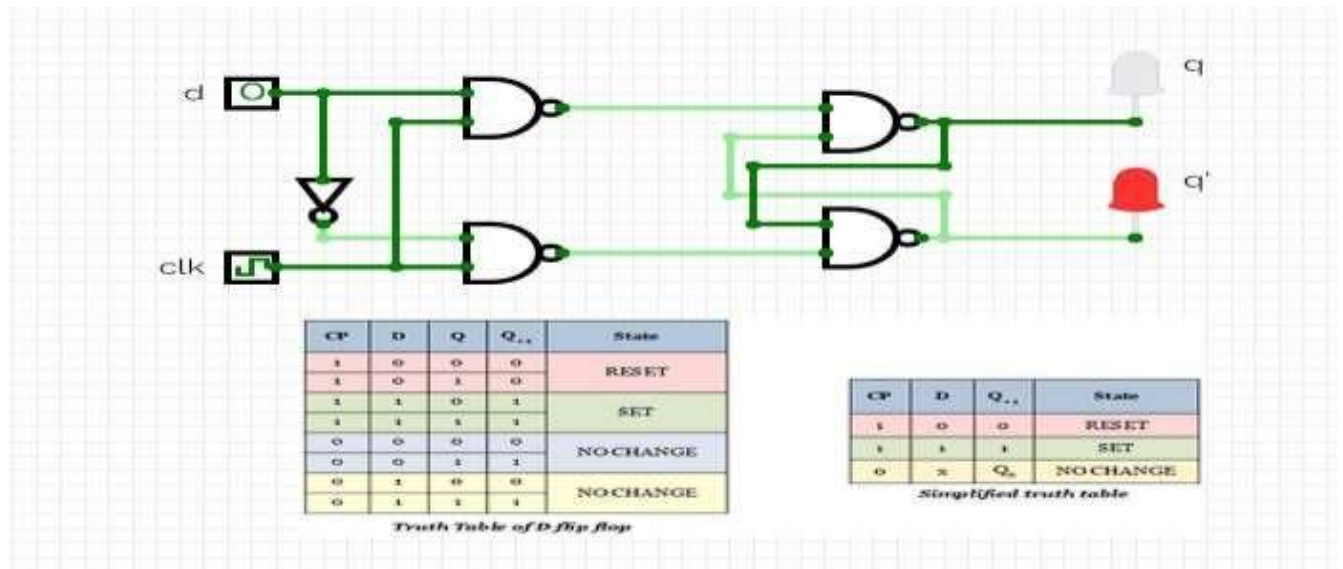 d
q
q'
clk
CP D Q Q+1 State
1 0 0 0 RESET
1 0 1 0
1 1 0 1 SET
1 1 1 1
0 0 0 0 NO CHANGE
0 0 1 1
0 1 0 0 NO CHANGE
0 1 1 1
Truth Table of D flip flop
CP D Q+1 State
1 0 0 RESET
1 1 1 SET
0 x Q NO CHANGE
Simplified truth table